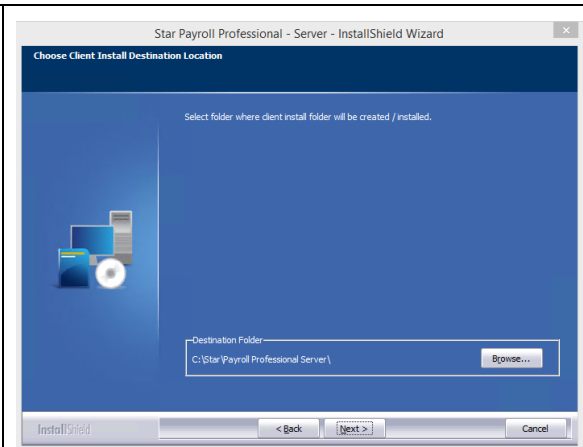 Star Payroll Professional - Server - InstallShield Wizard
Choose Client Install Destination Location
Select folder where client install folder will be created / installed.
Destination Folder
C:\Star\Payroll Professional Server\
Browse...
InstallShield
< Back
Next >
Cancel